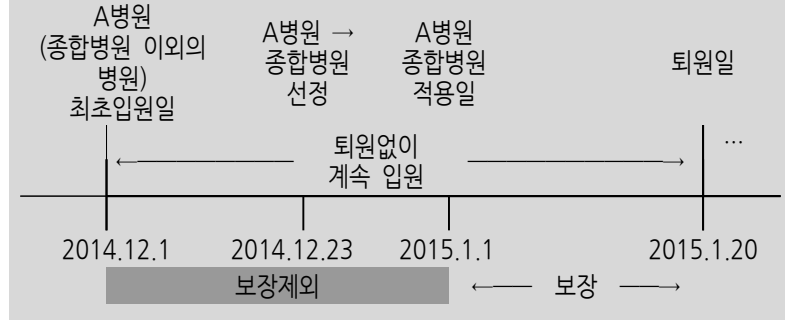 A병원
(종합병원 이외의
병원)
최초입원일
A병원 →
종합병원
선정
A병원
종합병원
적용일
퇴원일
…
퇴원없이
계속 입원
2014.12.1
2014.12.23
2015.1.1
2015.1.20
보장제외
보장